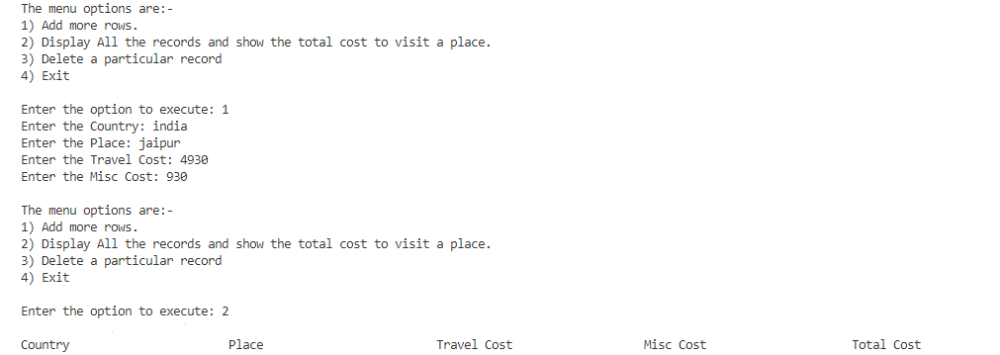 The menu options are:-
1) Add more rows.
2) Display All the records and show the total cost to visit a place.
3) Delete a particular record
4) Exit
Enter the option to execute: 1
Enter the Country: india
Enter the Place: jaipur
Enter the Travel Cost: 4930
Enter the Misc Cost: 930
The menu options are:-
1) Add more rows.
2) Display All the records and show the total cost to visit a place.
3) Delete a particular record
4) Exit
Enter the option to execute: 2
Country Place Travel Cost Misc Cost Total Cost